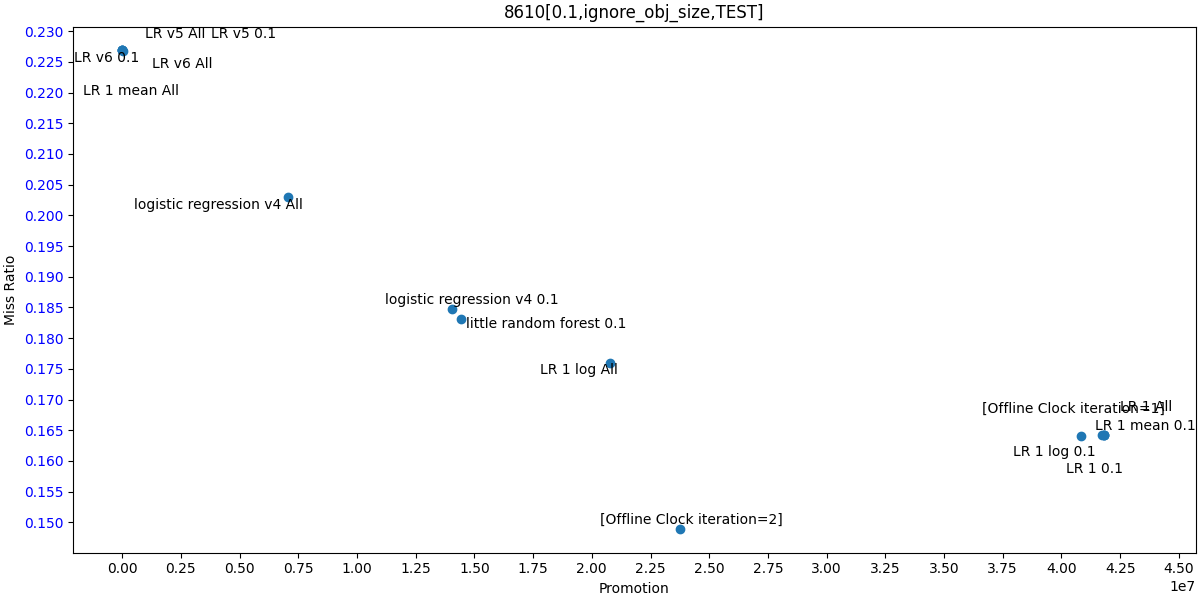 8610[0.1,ignore_obj_size,TEST]
Miss Ratio
0.230
0.225
0.220
0.215
0.210
0.205
0.200
0.195
0.190
0.185
0.180
0.175
0.170
0.165
0.160
0.155
0.150
LR v5 All
LR v5 0.1
LR v6 0.1
LR v6 All
LR 1 mean All
logistic regression v4 All
logistic regression v4 0.1
little random forest 0.1
LR 1 log All
[Offline Clock iteration=1]
LR 1 All
LR 1 mean 0.1
LR 1 log 0.1
LR 1 0.1
[Offline Clock iteration=2]
0.00 0.25 0.50 0.75 1.00 1.25 1.50 1.75 2.00 2.25 2.50 2.75 3.00 3.25 3.50 3.75 4.00 4.25 4.50
1e7
Promotion